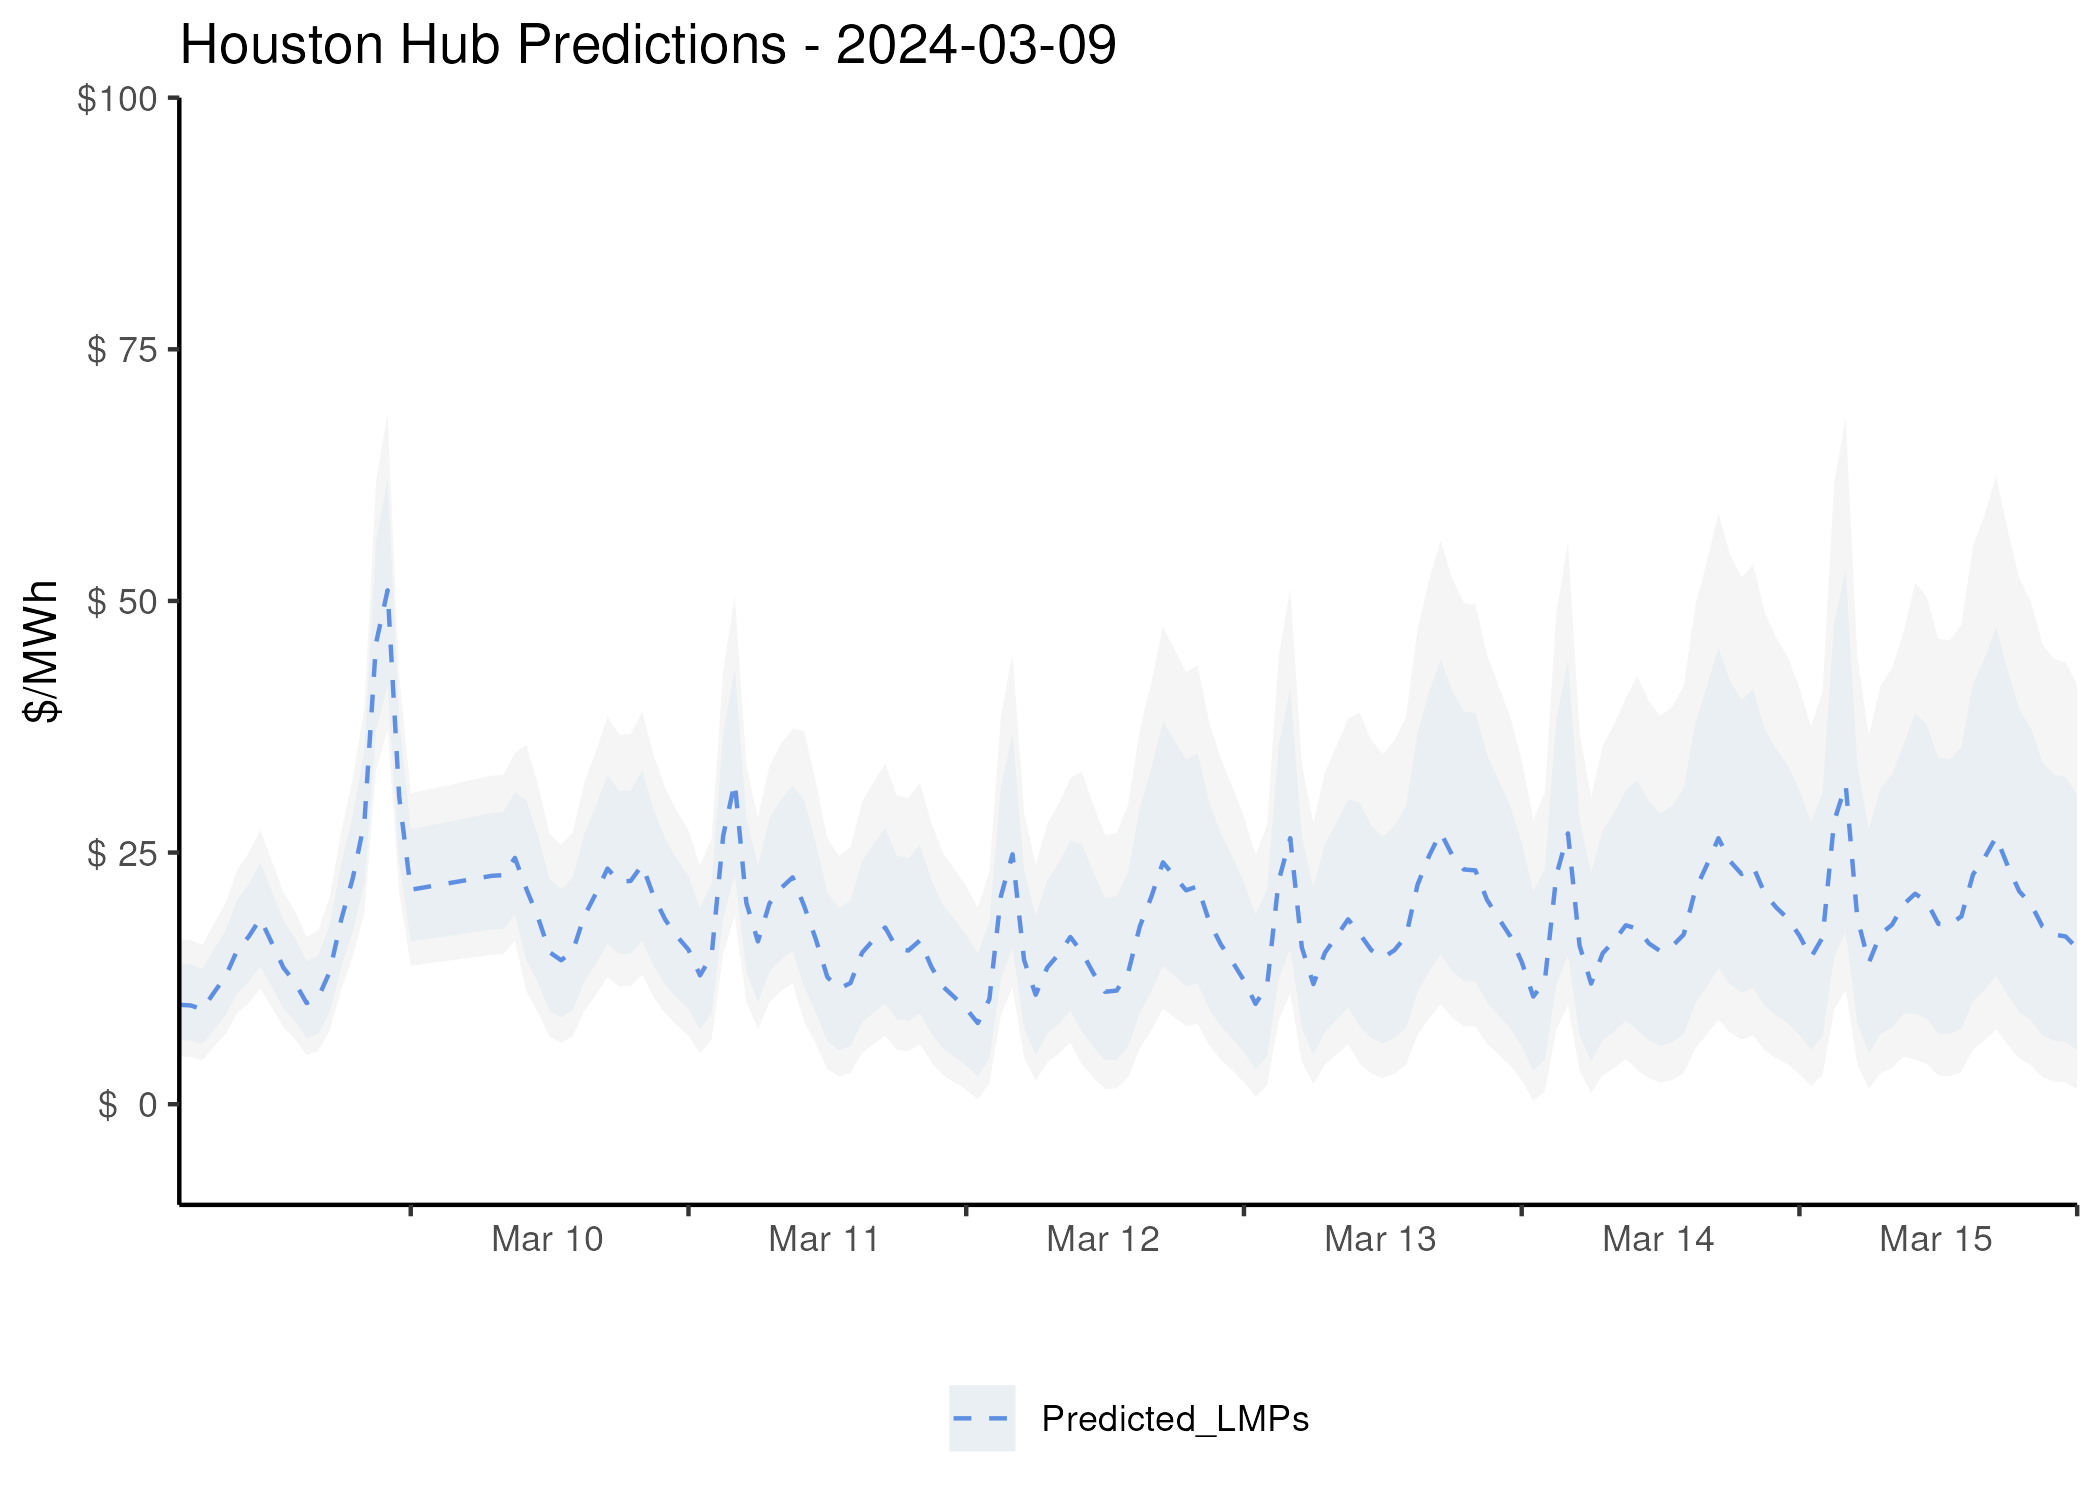 Houston Hub Predictions - 2024-03-09
$100
$ 75
$ 50
$ 25
$ 0
$/MWh
Mar 10 Mar 11 Mar 12 Mar 13 Mar 14 Mar 15
Predicted_LMPs